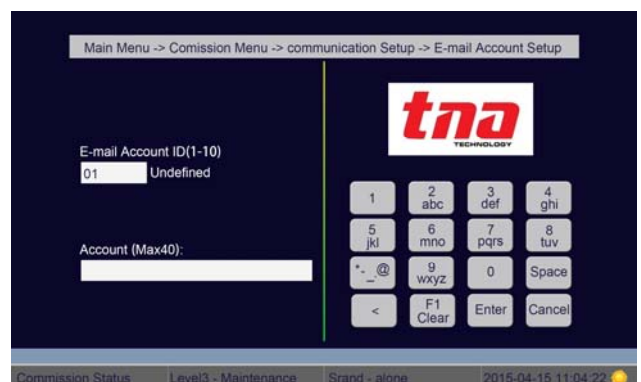 Main Menu -> Comission Menu -> communication Setup -> E-mail Account Setup
tna
TECHNOLOGY
E-mail Account ID(1-10)
01 Undefined
Account (Max40):
1
2
abc
3
def
4
ghi
5
jkl
6
mno
7
pqrs
8
tuv
*-_.@
9
wxyz
0
Space
<
F1
Clear
Enter
Cancel
Commission Status Level3 - Maintenance Srand - alone 2015-04-15 11:04:22